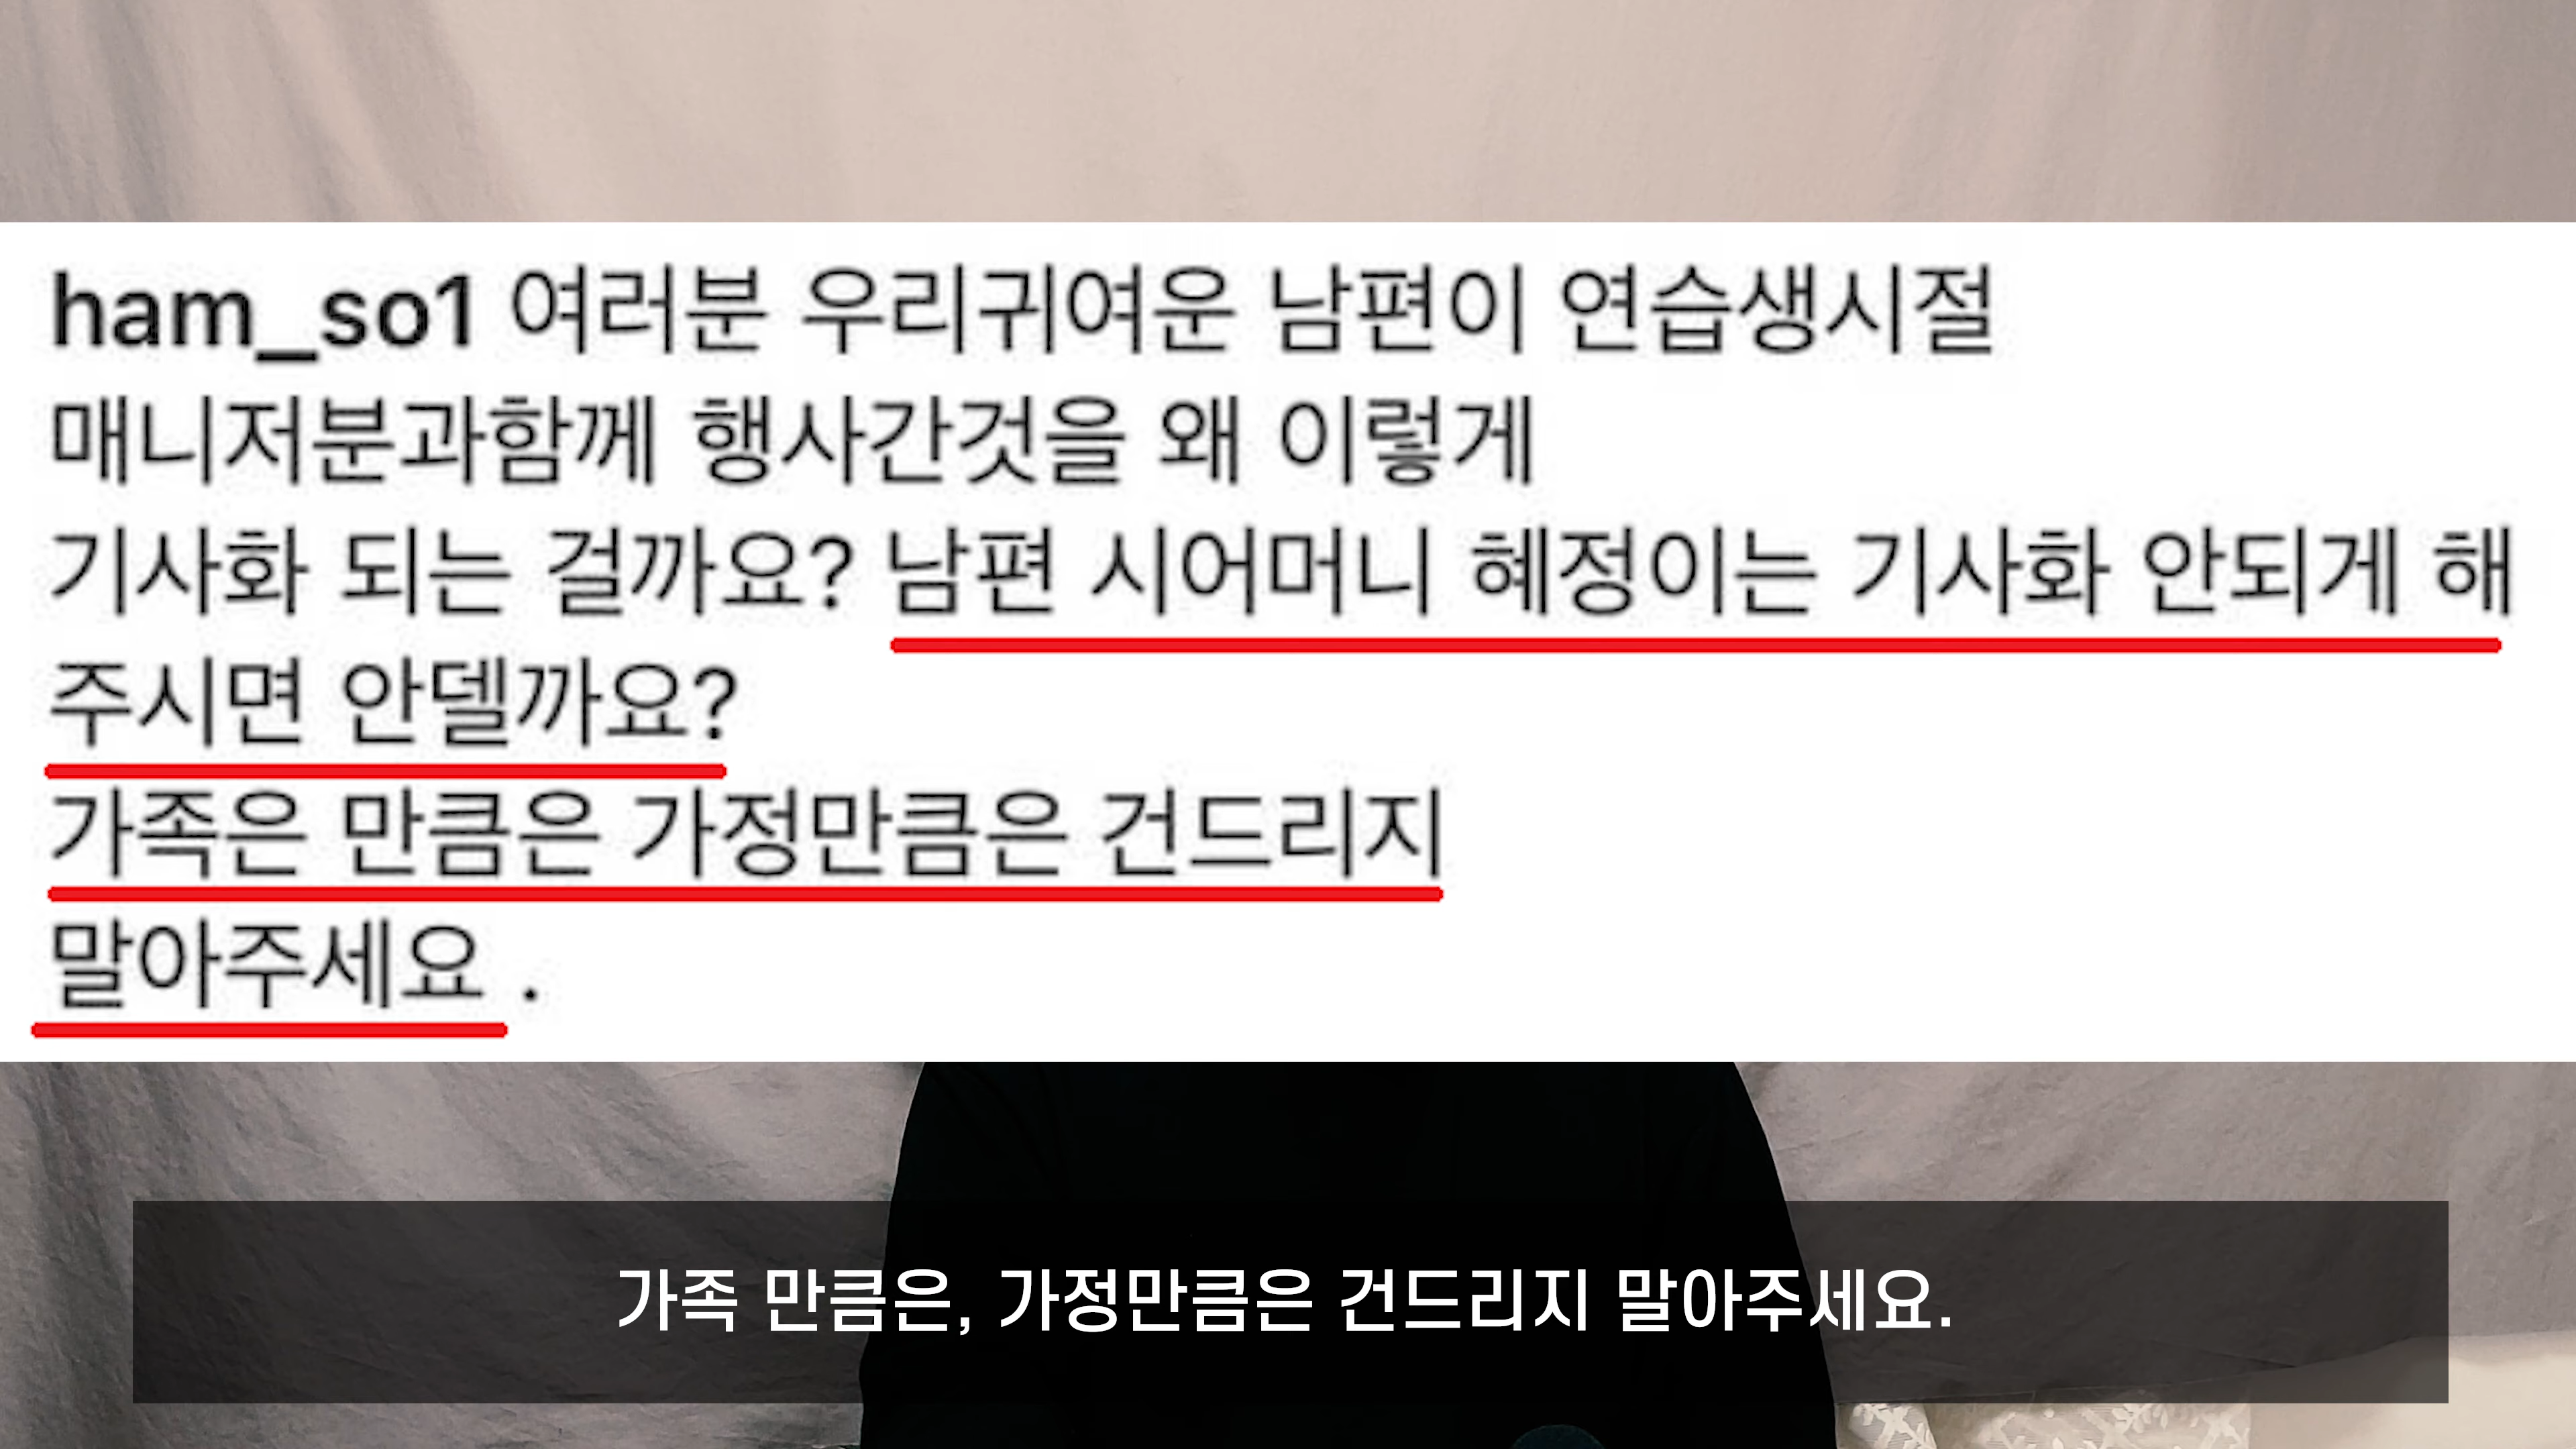 ham_so1 여러분 우리귀여운 남편이 연습생시절
매니저분과함께 행사간것을 왜 이렇게
기사화 되는 걸까요? 남편 시어머니 혜정이는 기사화 안되게 해
주시면 안델까요?
가족은 만큼은 가정만큼은 건드리지
말아주세요 .
가족 만큼은, 가정만큼은 건드리지 말아주세요.